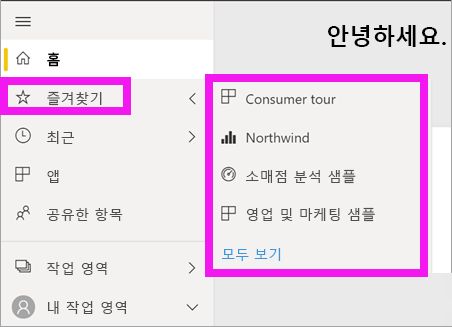 안녕하세요.
홈
즐겨찾기
최근
앱
공유한 항목
작업 영역
내 작업 영역
Consumer tour
Northwind
소매점 분석 샘플
영업 및 마케팅 샘플
모두 보기